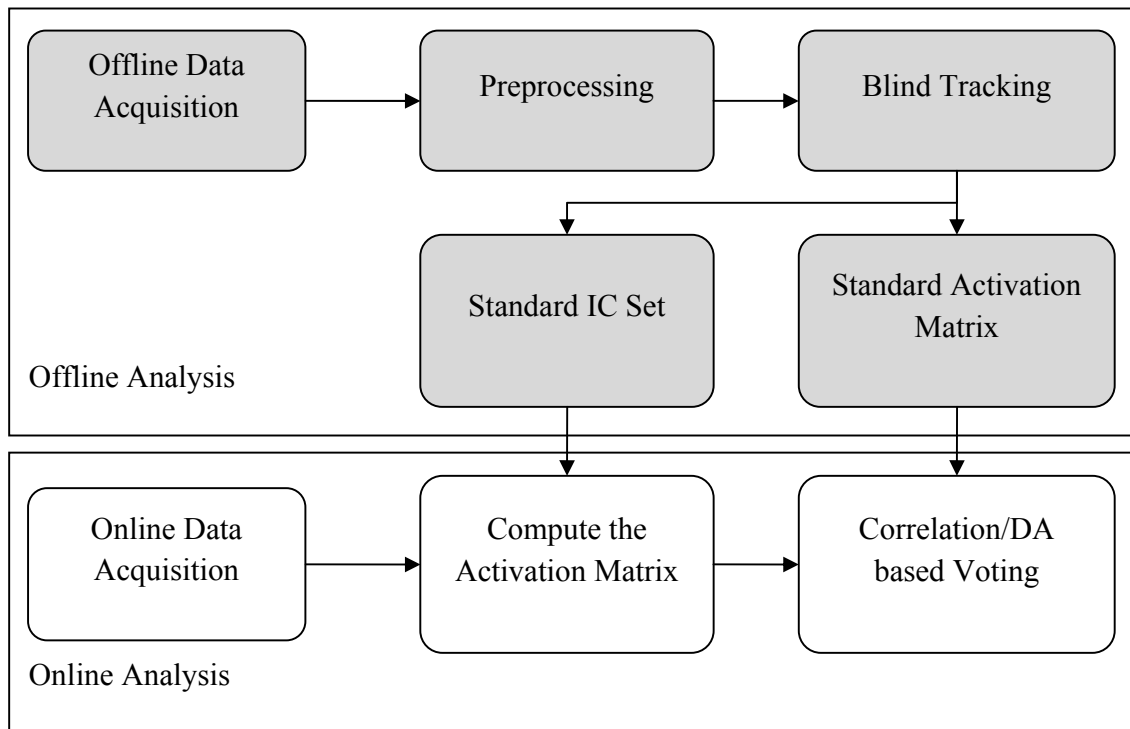 Offline Data
Acquisition
Preprocessing
Blind Tracking
Standard IC Set
Standard Activation
Matrix
Offline Analysis
Online Data
Acquisition
Compute the
Activation Matrix
Correlation/DA
based Voting
Online Analysis